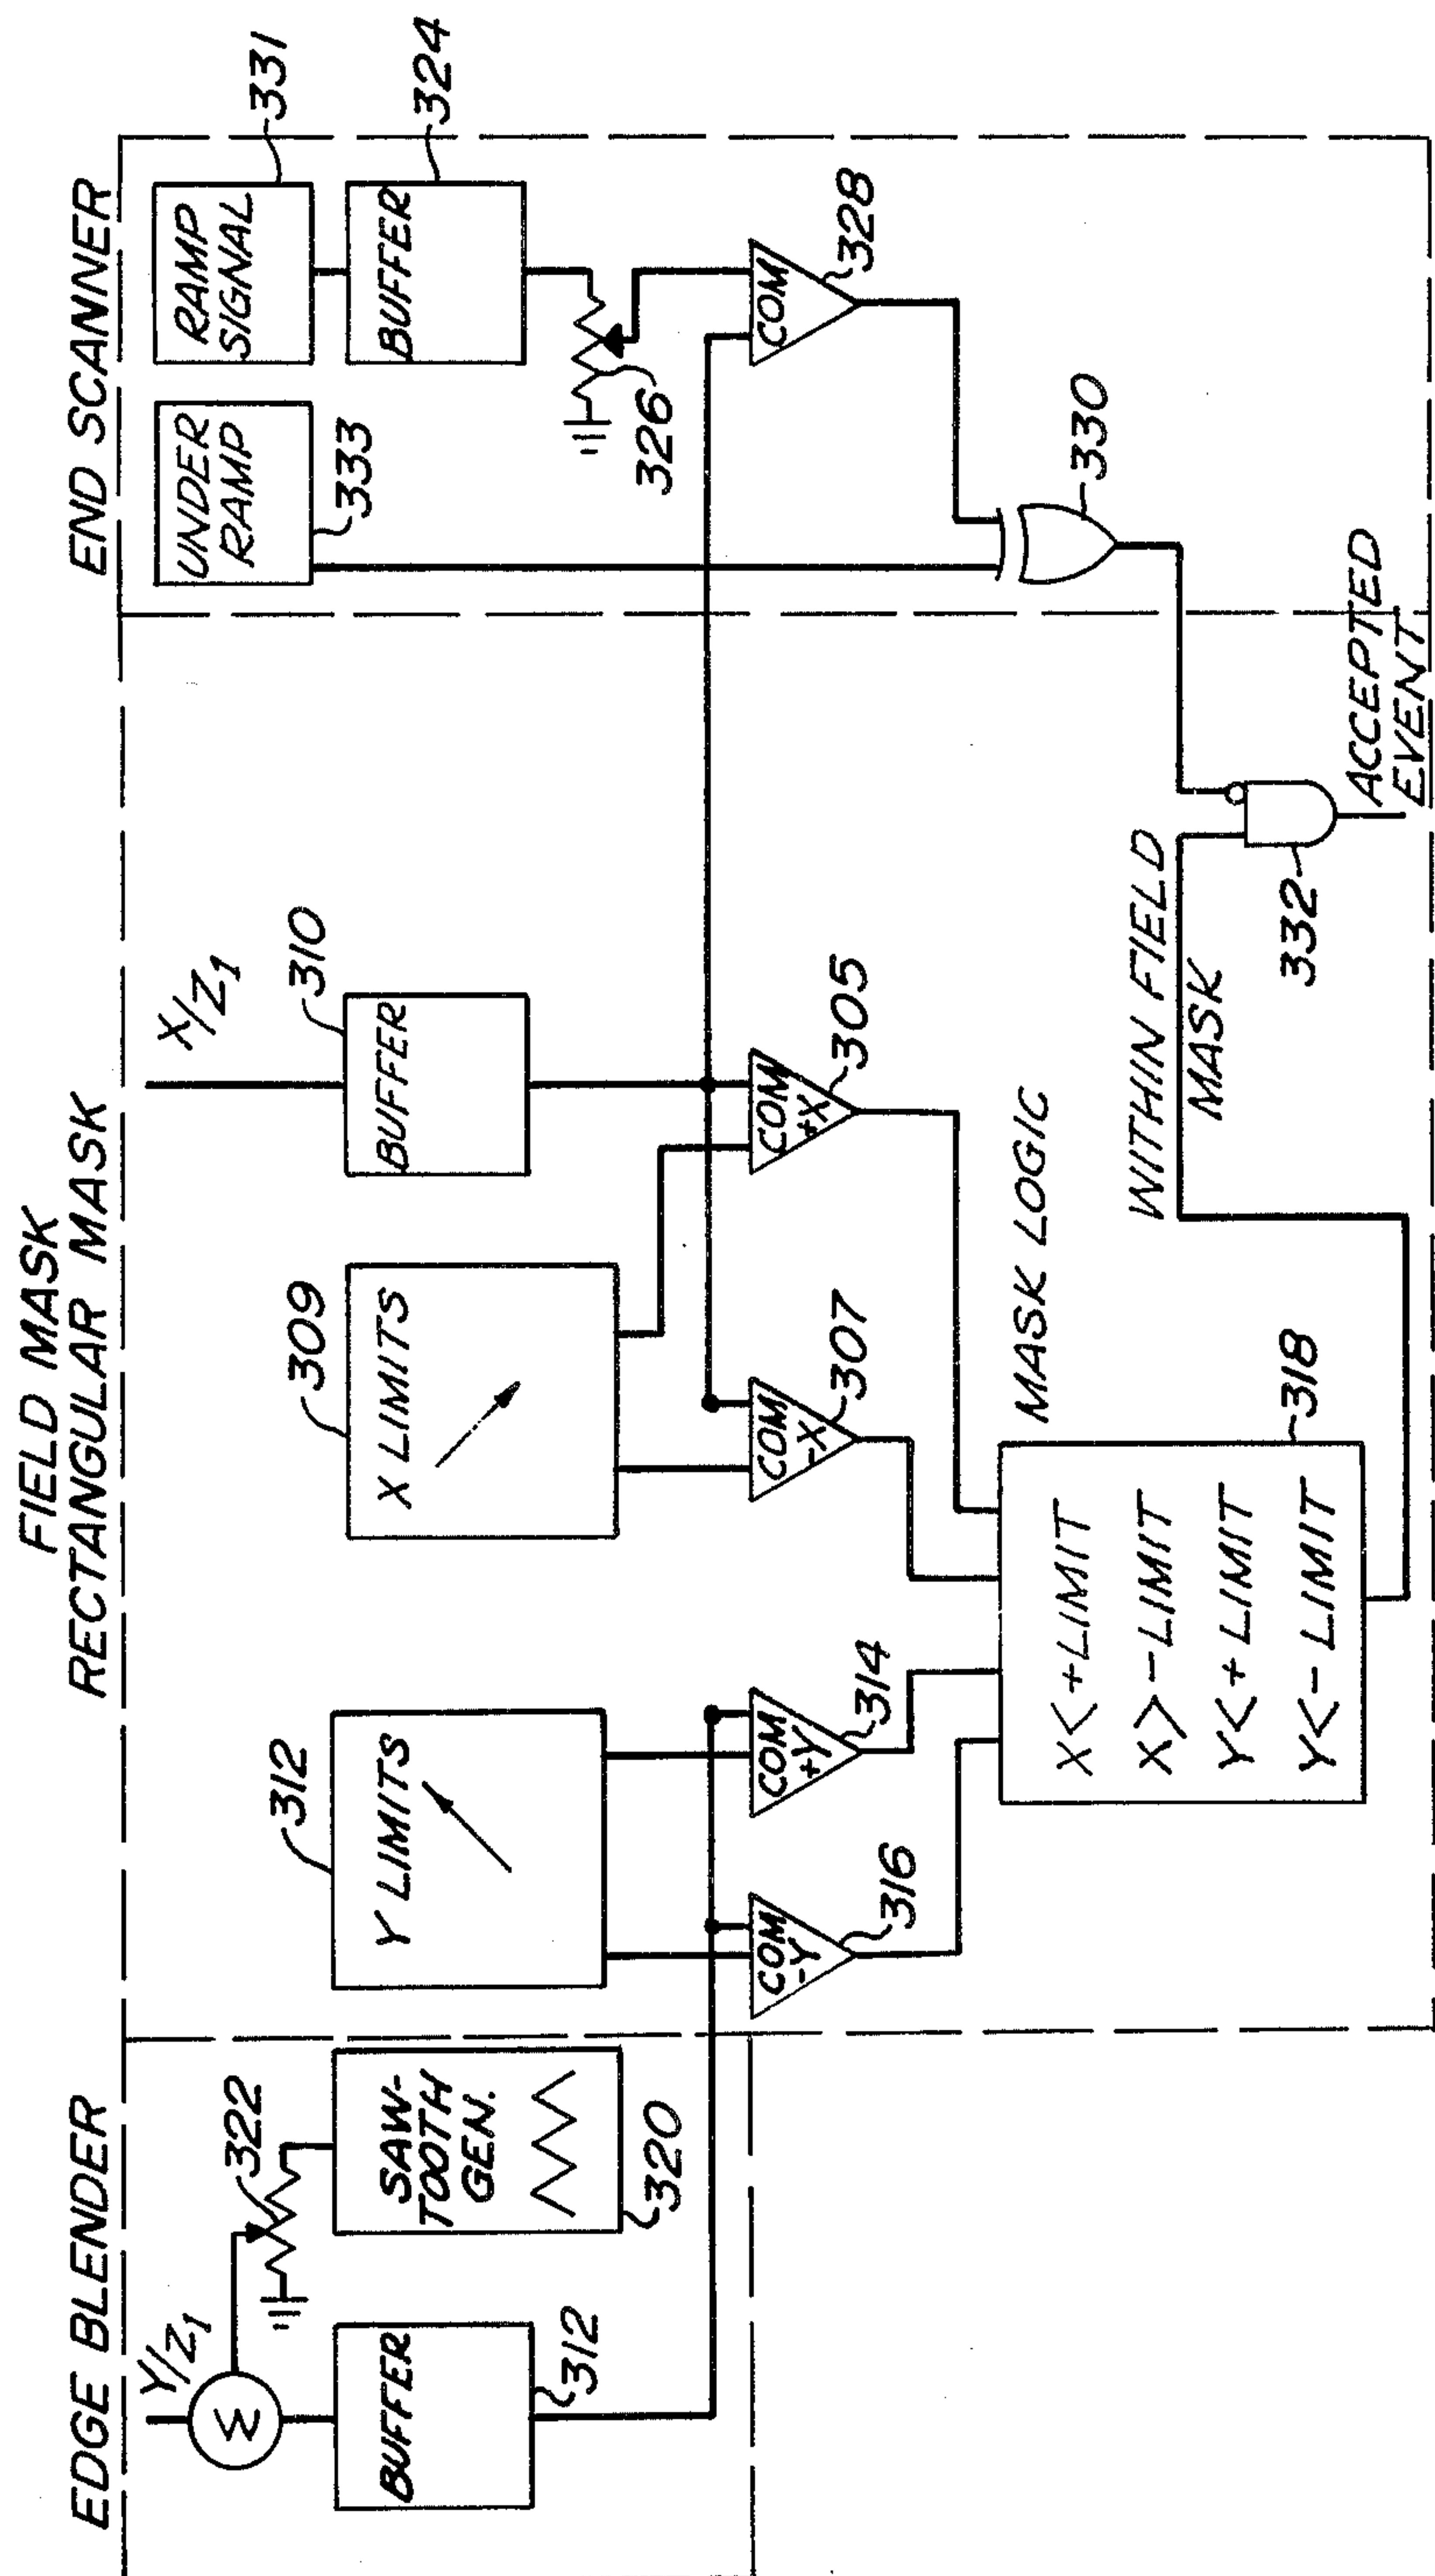 EDGE BLENDER
Y/Z1
Σ
322
BUFFER
312
SAW-
TOOTH
GEN.
320
FIELD MASK
RECTANGULAR MASK
312
Y LIMITS
309
X LIMITS
X/Z1
310
BUFFER
COM
-Y
316
COM
+Y
314
COM
-X
307
COM
+X
305
MASK LOGIC
X<+LIMIT
X>-LIMIT
Y<+LIMIT
Y<-LIMIT
318
WITHIN FIELD
MASK
332
ACCEPTED
EVENT
END SCANNER
UNDER
RAMP
333
RAMP
SIGNAL
331
BUFFER
324
326
COM
328
330